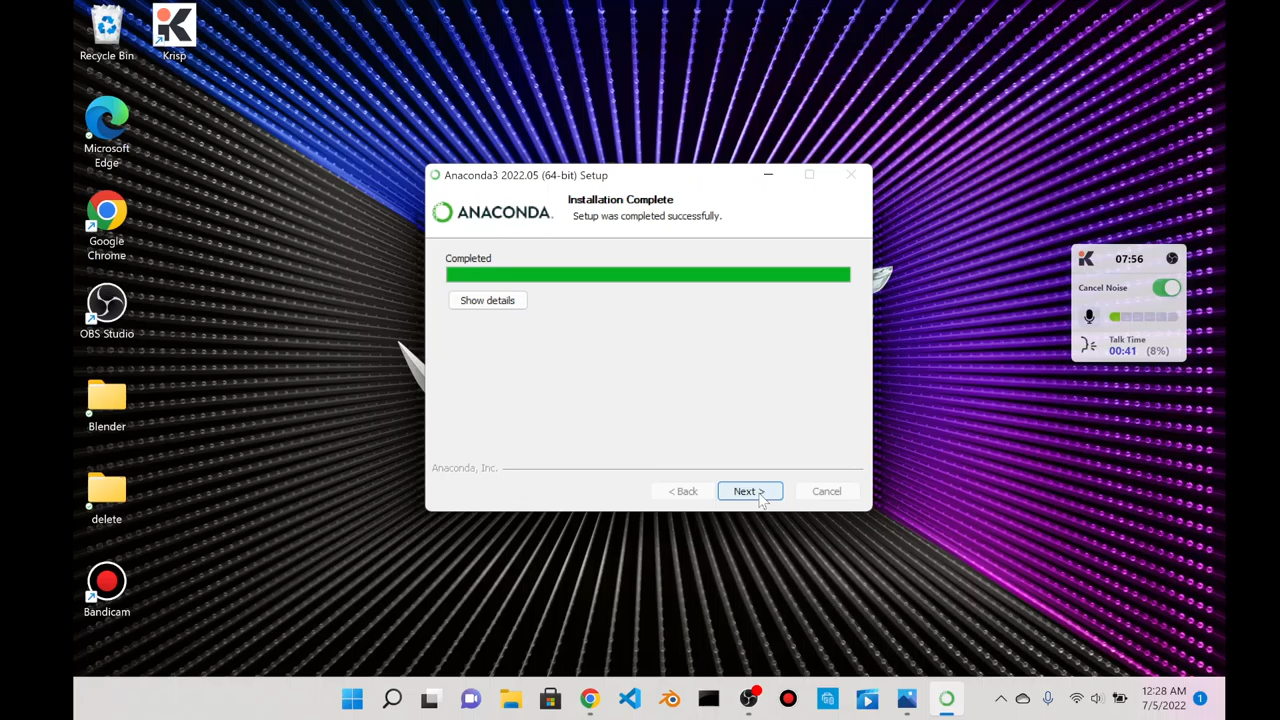 Recycle Bin
Krisp
Microsoft
Edge
Google
Chrome
OBS Studio
Blender
delete
Bandicam
Anaconda3 2022.05 (64-bit) Setup
ANACONDA.
Installation Complete
Setup was completed successfully.
Completed
Show details
Anaconda, Inc.
< Back
Next >
Cancel
07:56
Cancel Noise
Talk Time
00:41 (8%)
12:28 AM
7/5/2022
1